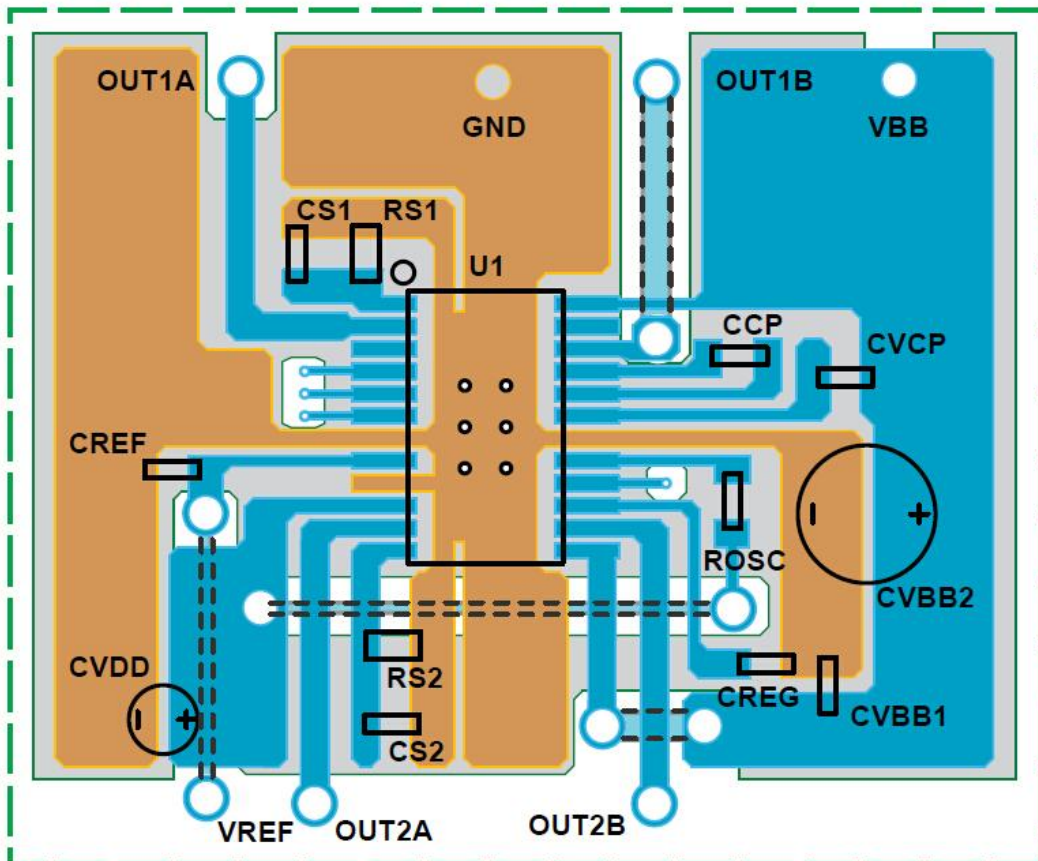 OUT1A
OUT1B
GND
VBB
CS1
RS1
U1
CCP
CVCP
CREF
ROSC
CVBB2
RS2
CVDD
CREG
CVBB1
CS2
VREF
OUT2A
OUT2B
- +
- +